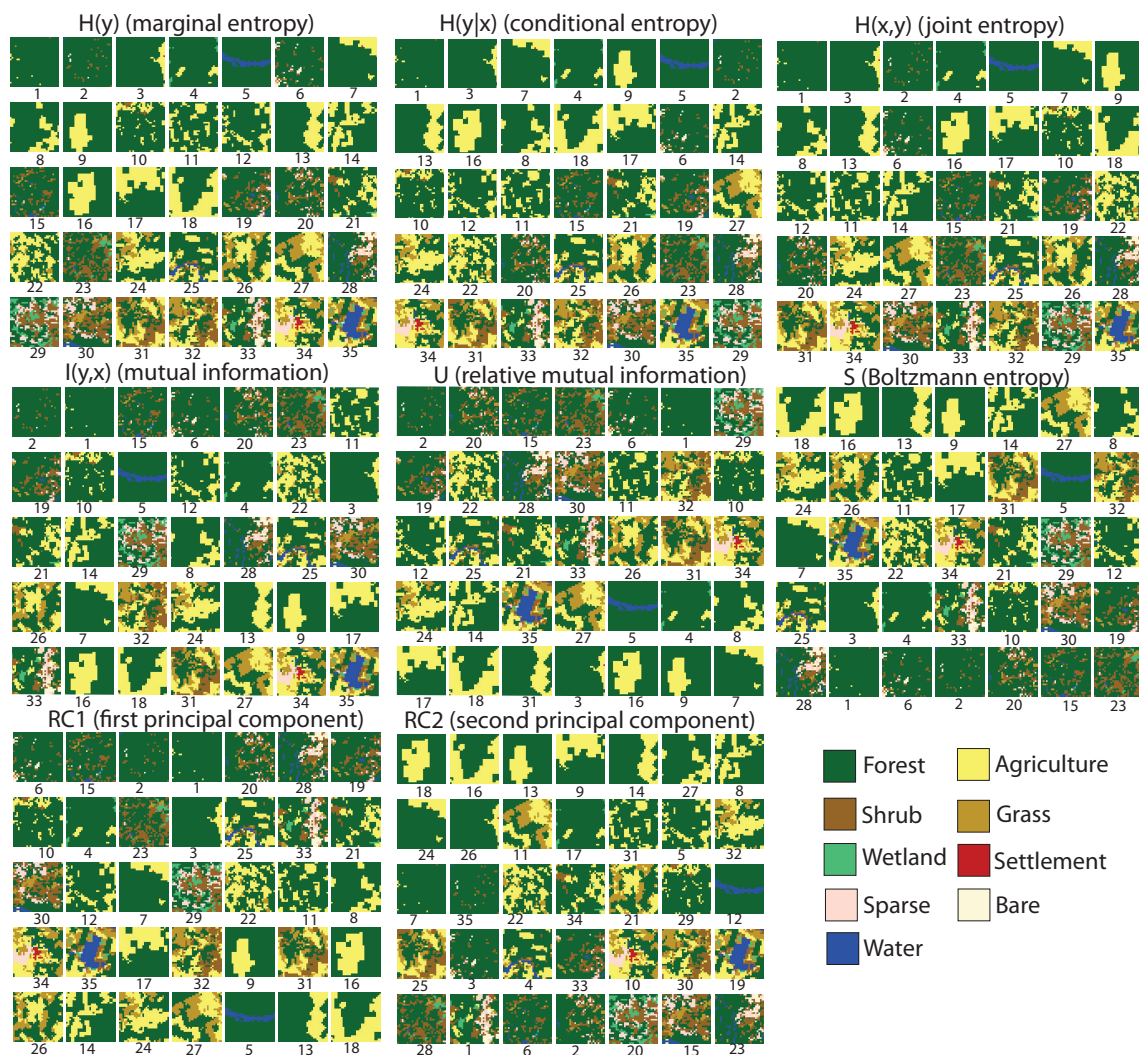 H(y) (marginal entropy)
1 2 3 4 5 6 7
8 9 10 11 12 13 14
15 16 17 18 19 20 21
22 23 24 25 26 27 28
29 30 31 32 33 34 35
H(y|x) (conditional entropy)
1 3 7 4 9 5 2
13 16 8 18 17 6 14
10 12 11 15 21 19 27
24 22 20 25 26 23 28
34 31 33 32 30 35 29
H(x,y) (joint entropy)
1 3 2 4 5 7 9
8 13 6 16 17 10 18
12 11 14 15 21 19 22
20 24 27 23 25 26 28
31 34 30 33 32 29 35
I(y,x) (mutual information)
2 1 15 6 20 23 11
19 10 5 12 4 22 3
21 14 29 8 28 25 30
26 7 32 24 13 9 17
33 16 18 31 27 34 35
U (relative mutual information)
2 20 15 23 6 1 29
19 22 28 30 11 32 10
12 25 21 33 26 31 34
24 14 35 27 5 4 8
17 18 31 3 16 9 7
S (Boltzmann entropy)
18 16 13 9 14 27 8
24 26 11 17 31 5 32
7 35 22 34 21 29 12
25 3 4 33 10 30 19
28 1 6 2 20 15 23
RC1 (first principal component)
6 15 2 1 20 28 19
10 4 23 3 25 33 21
30 12 7 29 22 11 8
34 35 17 32 9 31 16
26 14 24 27 5 13 18
RC2 (second principal component)
18 16 13 9 14 27 8
24 26 11 17 31 5 32
7 35 22 34 21 29 12
25 3 4 33 10 30 19
28 1 6 2 20 15 23
Forest Agriculture
Shrub Grass
Wetland Settlement
Sparse Bare
Water